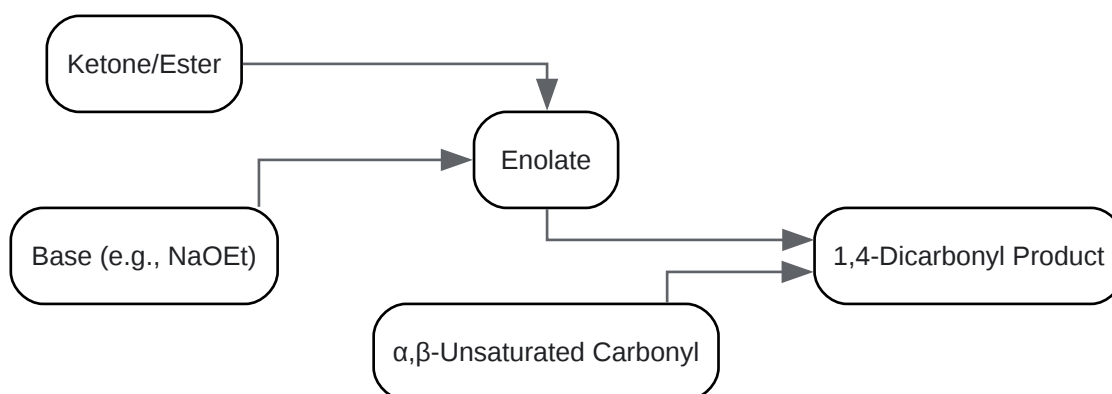 Ketone/Ester
Enolate
Base (e.g., NaOEt)
1,4-Dicarbonyl Product
α,β-Unsaturated Carbonyl